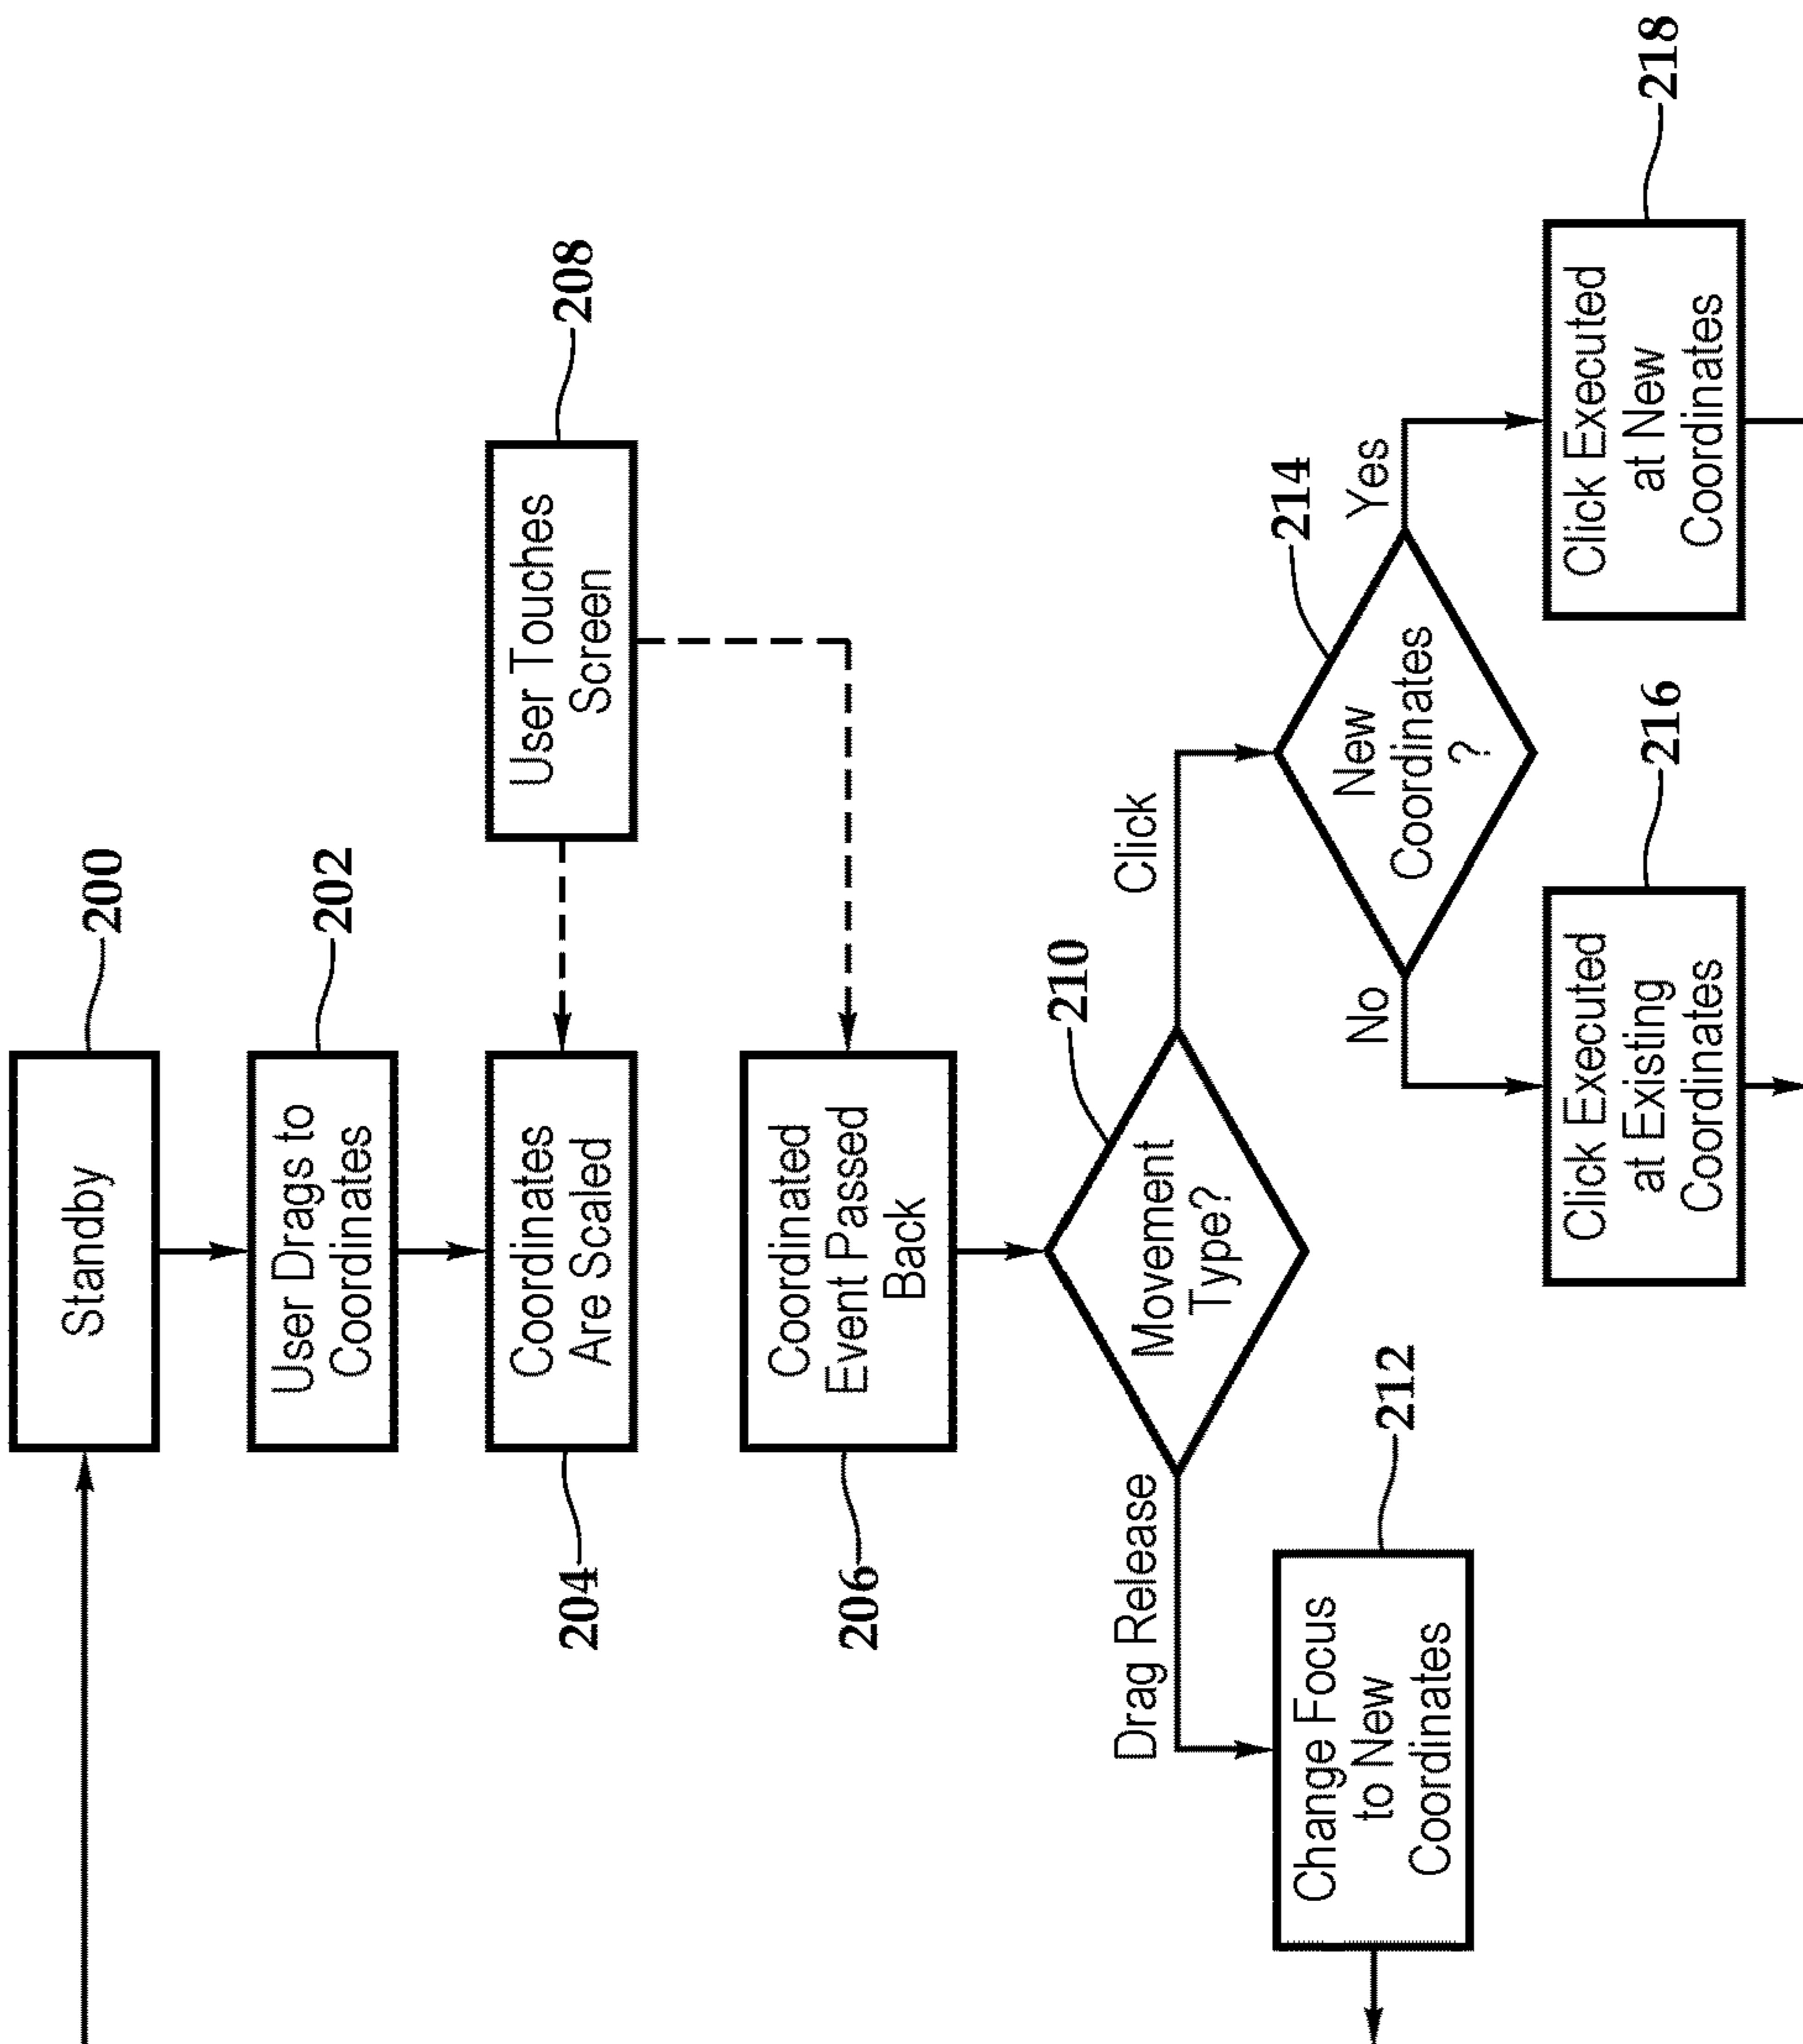 Standby
200
User Drags to
Coordinates
202
Coordinates
Are Scaled
204
User Touches
Screen
208
Coordinated
Event Passed
Back
206
Movement
Type?
210
Drag Release
Click
Change Focus
to New
Coordinates
212
New
Coordinates
?
214
No
Yes
Click Executed
at Existing
Coordinates
216
Click Executed
at New
Coordinates
218